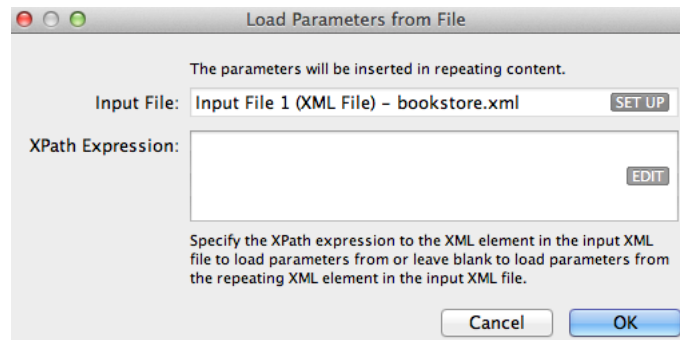 Load Parameters from File
The parameters will be inserted in repeating content.
Input File: Input File 1 (XML File) – bookstore.xml SET UP
XPath Expression:
EDIT
Specify the XPath expression to the XML element in the input XML
file to load parameters from or leave blank to load parameters from
the repeating XML element in the input XML file.
Cancel OK